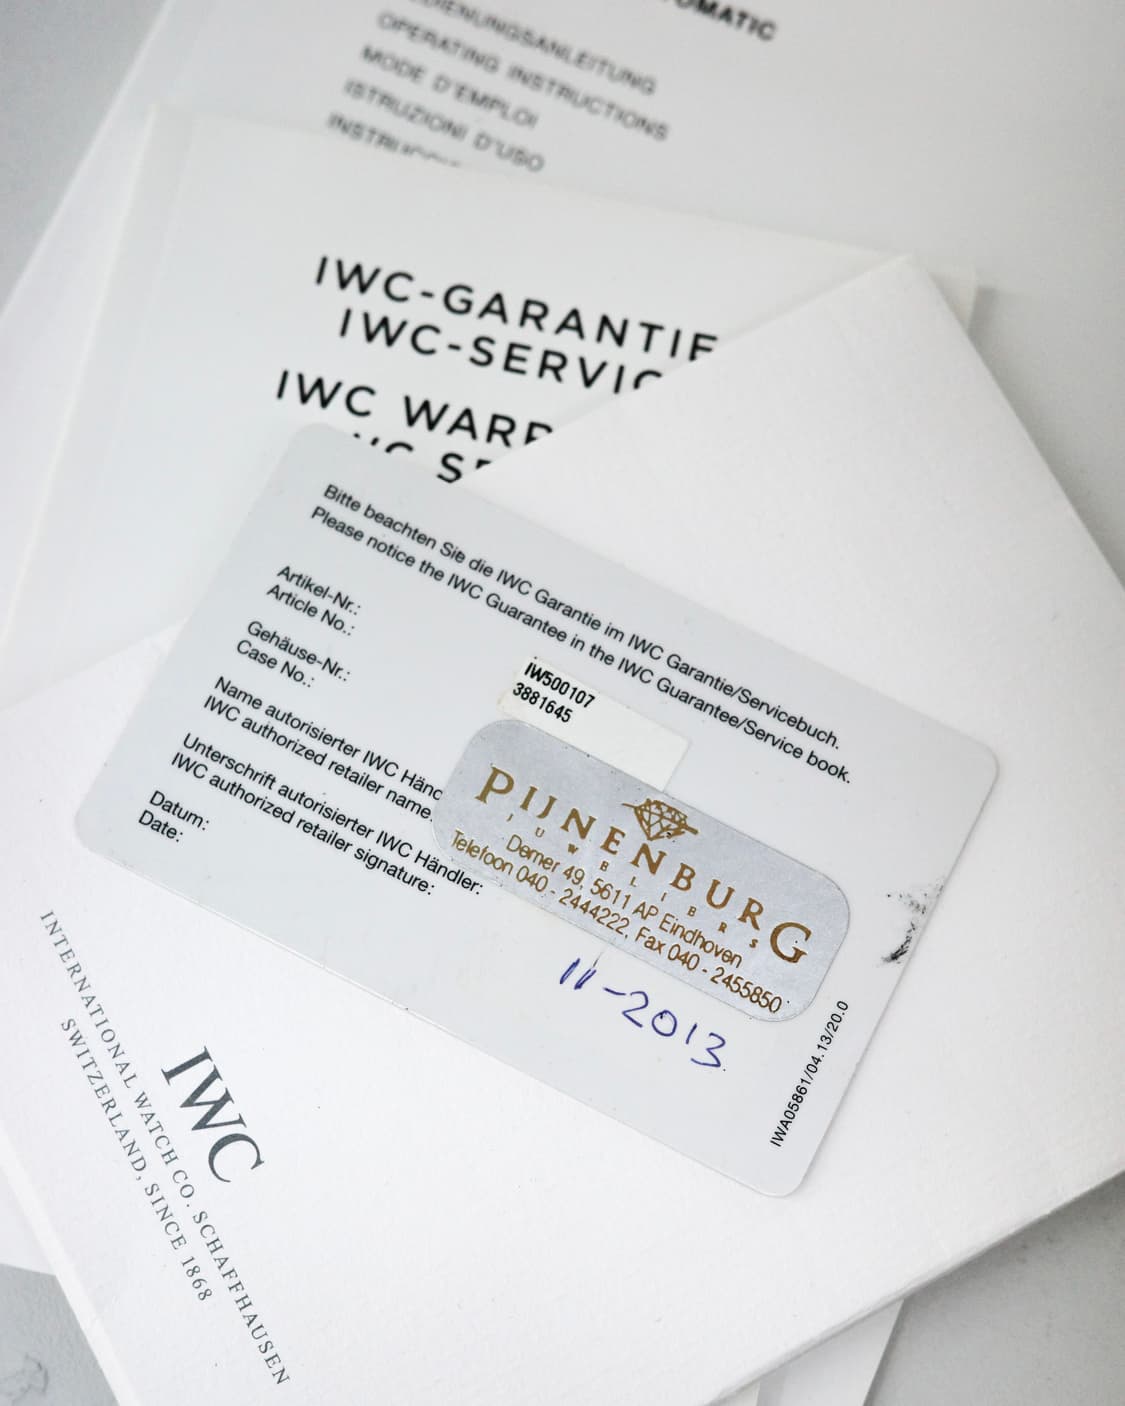 OPERATING INSTRUCTIONS
MODE D'EMPLOI
ISTRUZIONI D'USO
IWC-GARANTIE
IWC-SERVIC
IWC WARR
Bitte beachten Sie die IWC Garantie im IWC Garantie/Servicebuch.
Please notice the IWC Guarantee in the IWC Guarantee/Service book.
Artikel-Nr.:
Article No.:
IW500107
Gehäuse-Nr.:
Case No.:
3881645
Name autorisierter IWC Händ
IWC authorized retailer name
Unterschrift autorisierter IWC Händler:
IWC authorized retailer signature:
Datum:
Date:
PIJNENBURG
JUWELIERS
Demer 49, 5611 AP Eindhoven
Telefoon 040 - 2444222, Fax 040 - 2455850
11-2013
IWA05861/04.13/20.0
IWC
INTERNATIONAL WATCH CO. SCHAFFHAUSEN
SWITZERLAND, SINCE 1868